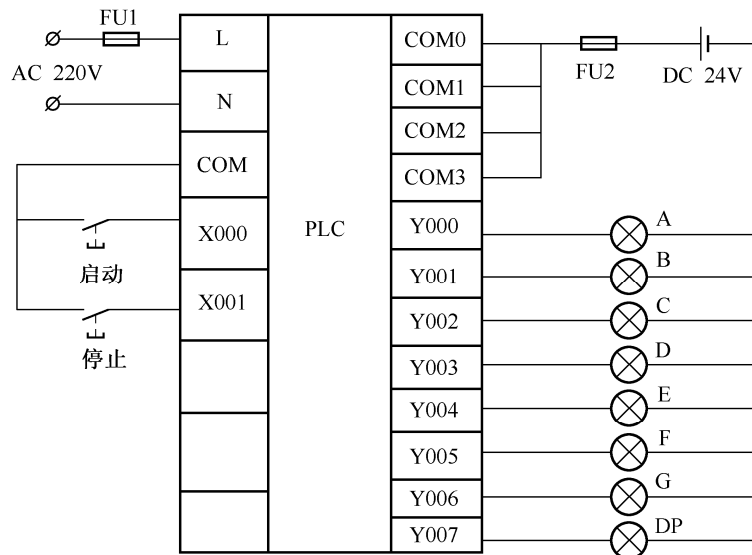 FU1
L
AC 220V
N
COM
X000
启动
X001
停止
PLC
COM0
COM1
COM2
COM3
FU2
DC 24V
Y000
A
Y001
B
Y002
C
Y003
D
Y004
E
Y005
F
Y006
G
Y007
DP